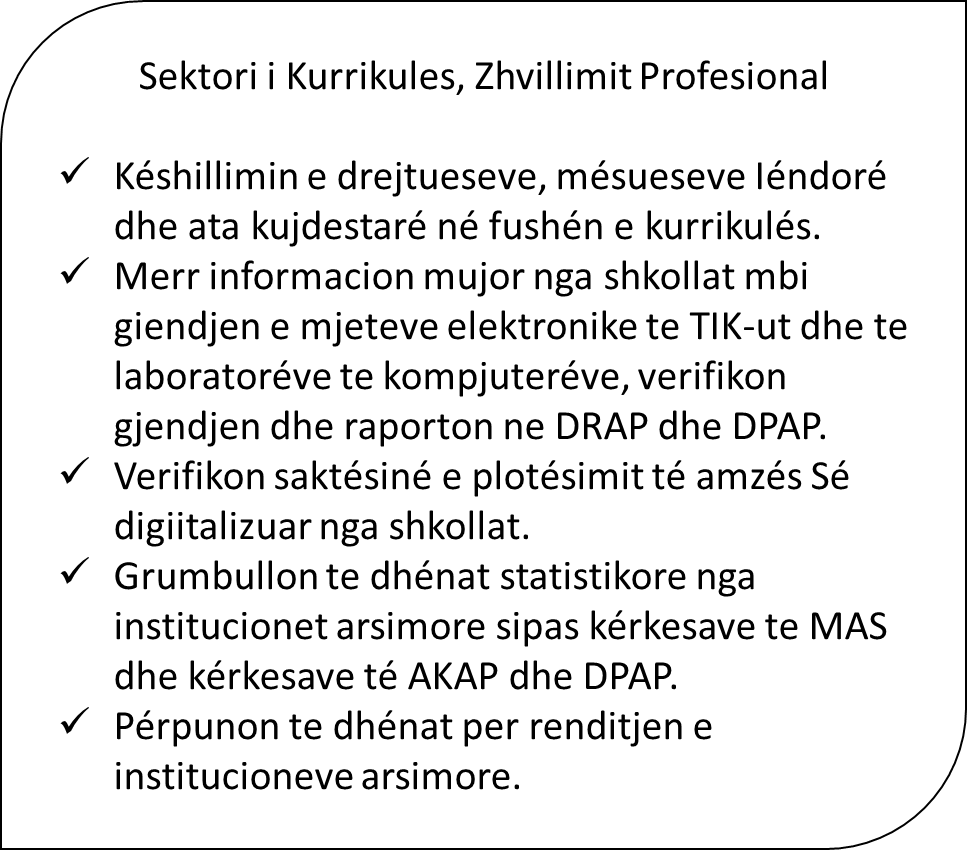 Sektori i Kurrikules, Zhvillimit Profesional
✓ Késhillimin e drejtueseve, mésueseve Iéndoré
dhe ata kujdestaré né fushén e kurrikulés.
✓ Merr informacion mujor nga shkollat mbi
giendjen e mjeteve elektronike te TIK-ut dhe te
laboratoréve te kompjuteréve, verifikon
gjendjen dhe raporton ne DRAP dhe DPAP.
✓ Verifikon saktésiné e plotésimit té amzés Sé
digiitalizuar nga shkollat.
✓ Grumbullon te dhénat statistikore nga
institucionet arsimore sipas kérkesave te MAS
dhe kérkesave té AKAP dhe DPAP.
✓ Pérpunon te dhénat per renditjen e
institucioneve arsimore.